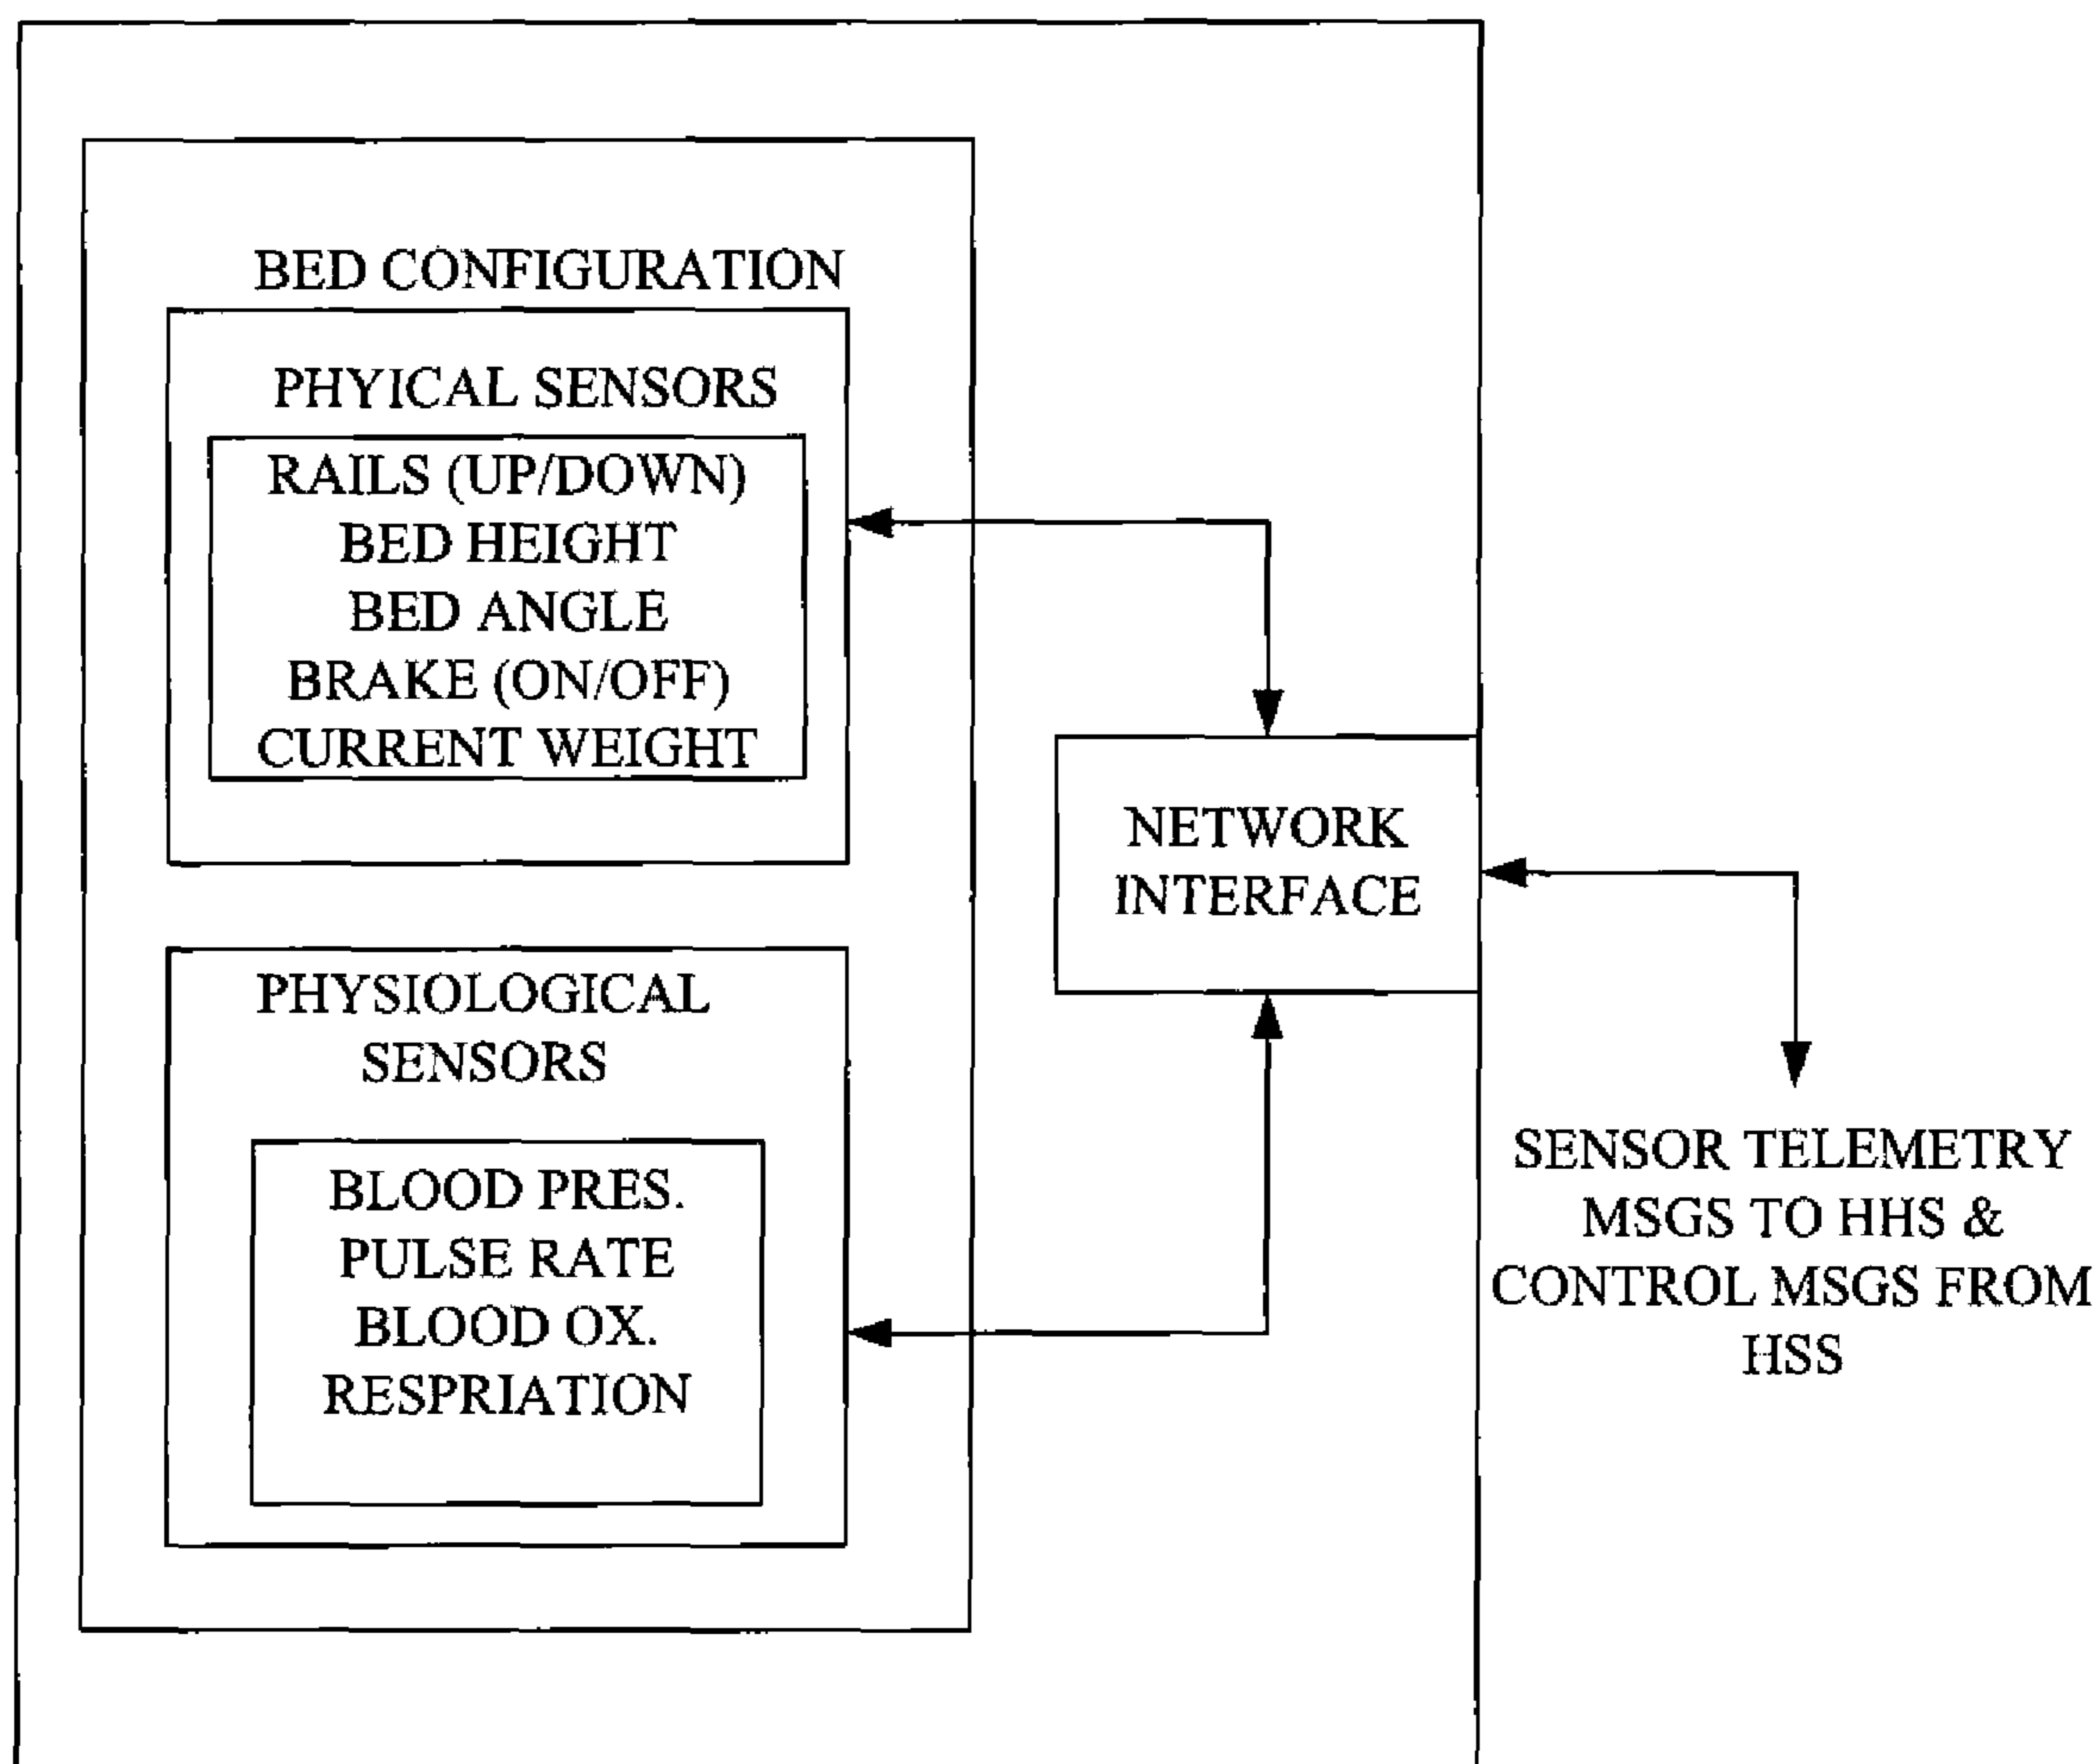 BED CONFIGURATION
PHYICAL SENSORS
RAILS (UP/DOWN)
BED HEIGHT
BED ANGLE
BRAKE (ON/OFF)
CURRENT WEIGHT
NETWORK
INTERFACE
PHYSIOLOGICAL
SENSORS
BLOOD PRES.
PULSE RATE
BLOOD OX.
RESPRIATION
SENSOR TELEMETRY
MSGS TO HHS &
CONTROL MSGS FROM
HSS